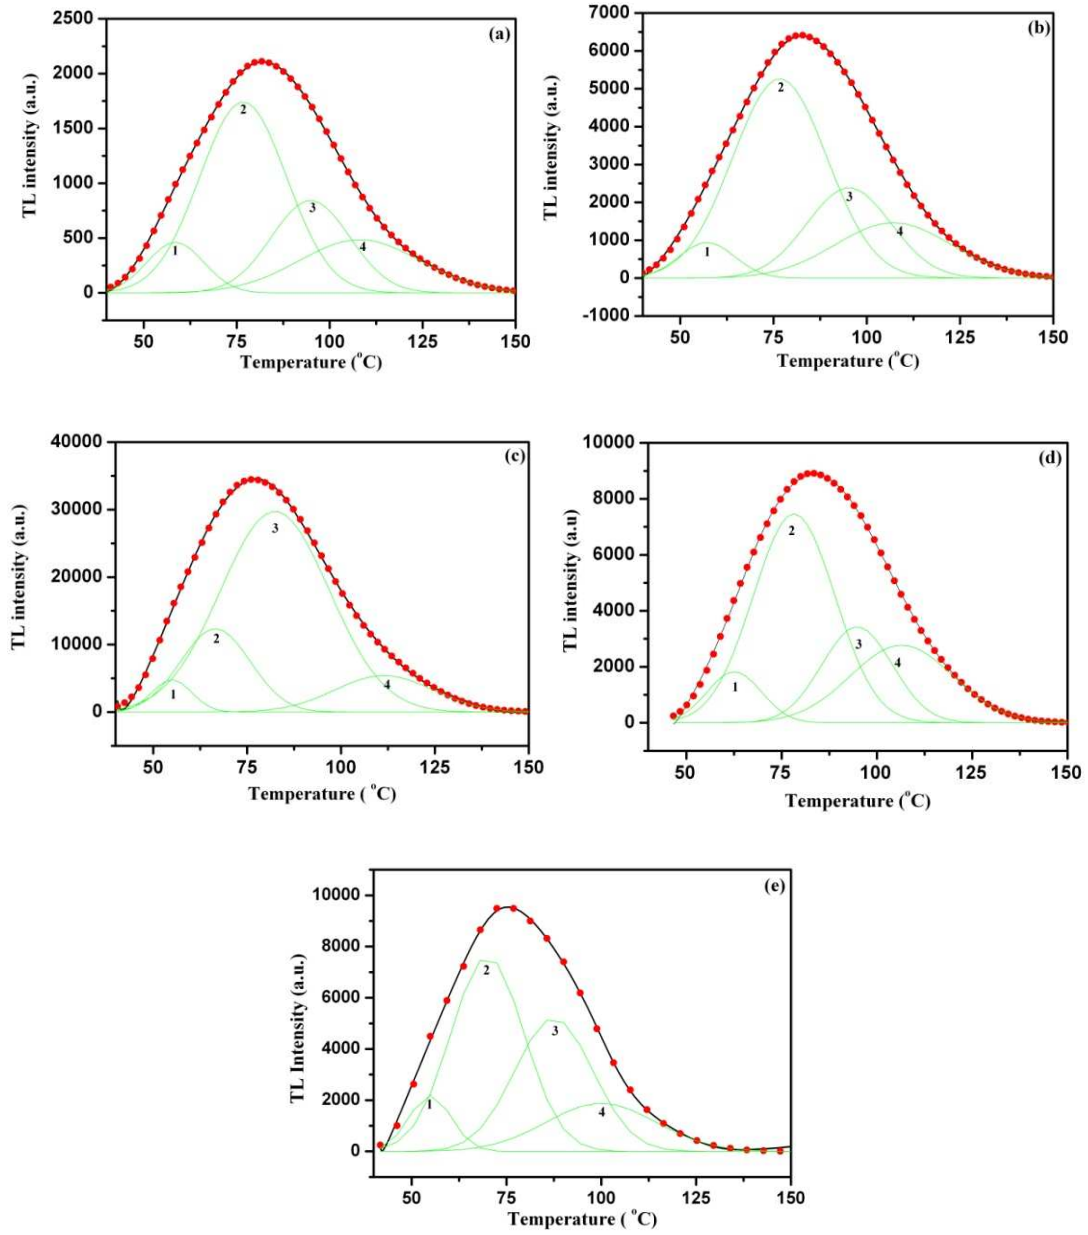 (a)
2500
2000
1500
1000
500
0
TL intensity (a.u.)
1
2
3
4
50 75 100 125 150
Temperature (°C)
(b)
7000
6000
5000
4000
3000
2000
1000
0
-1000
TL intensity (a.u.)
1
2
3
4
50 75 100 125 150
Temperature (°C)
(c)
40000
30000
20000
10000
0
TL intensity (a.u.)
1
2
3
4
50 75 100 125 150
Temperature ( °C)
(d)
10000
8000
6000
4000
2000
0
TL intensity (a.u)
1
2
3
4
50 75 100 125 150
Temperature (°C)
(e)
10000
8000
6000
4000
2000
0
TL Intensity (a.u.)
1
2
3
4
50 75 100 125 150
Temperature ( °C)